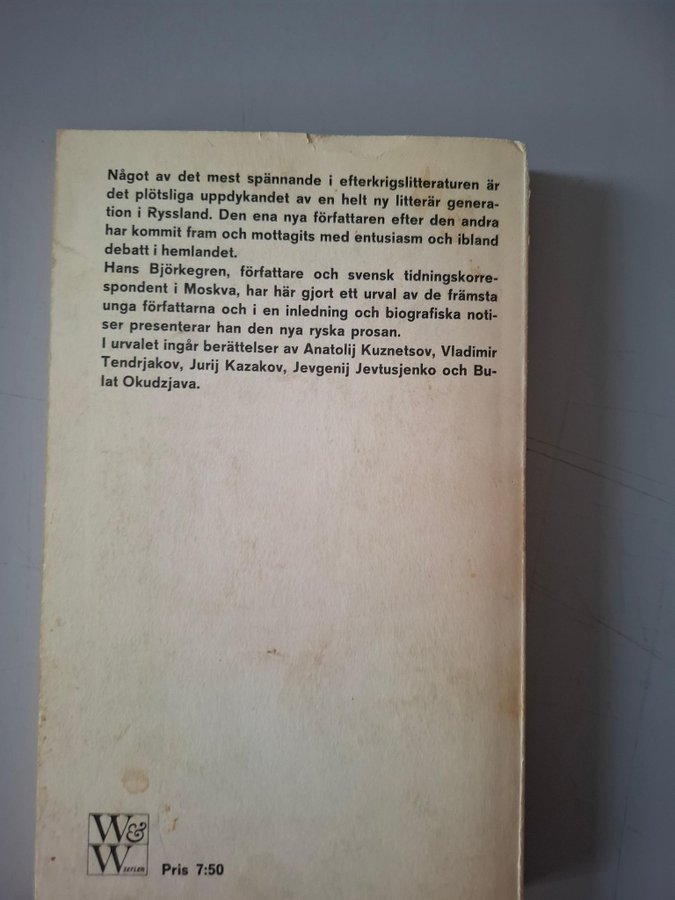 Något av det mest spännande i efterkrigslitteraturen är
det plötsliga uppdykandet av en helt ny litterär genera-
tion i Ryssland. Den ena nya författaren efter den andra
har kommit fram och mottagits med entusiasm och ibland
debatt i hemlandet.
Hans Björkegren, författare och svensk tidningskorre-
spondent i Moskva, har här gjort ett urval av de främsta
unga författarna och i en inledning och biografiska noti-
ser presenterar han den nya ryska prosan.
I urvalet ingår berättelser av Anatolij Kuznetsov, Vladimir
Tendrjakov, Jurij Kazakov, Jevgenij Jevtusjenko och Bu-
lat Okudzjava.
W&
W serien
Pris 7:50